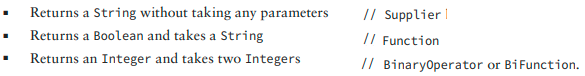 ▪ Returns a String without taking any parameters // Supplier
▪ Returns a Boolean and takes a String // Function
▪ Returns an Integer and takes two Integers // BinaryOperator or BiFunction.